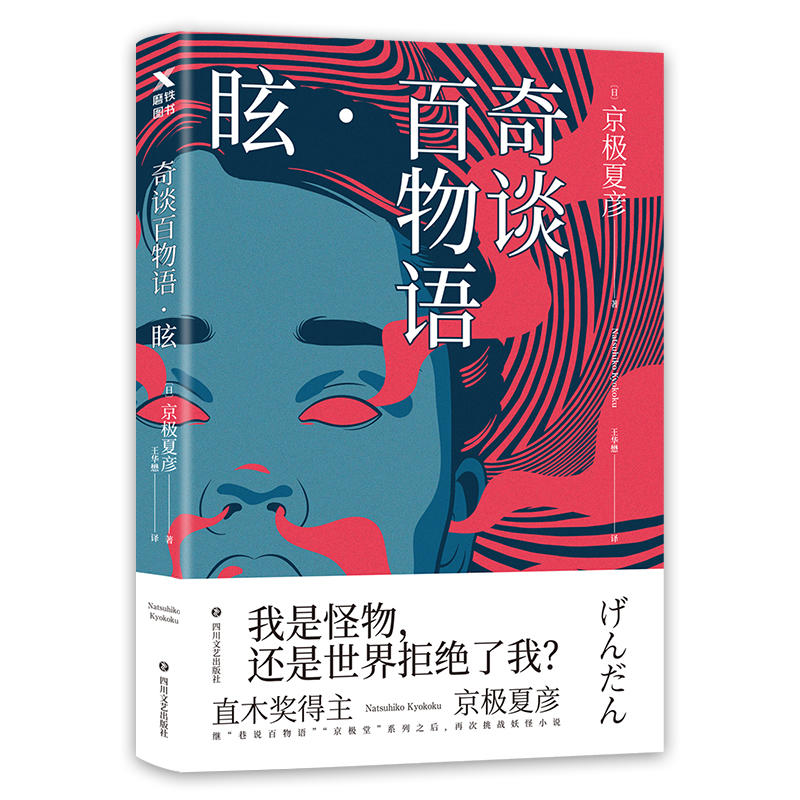 磨铁
图书
奇谈百物语·眩
〔日〕京极夏彦 著
王华懋 译
Natsuhiko
Kyokoku
四川文艺出版社
〔日〕京极夏彦 著
Natsuhiko Kyokoku
王华懋 译
奇谈
百物语
·眩
げんだん
四川文艺出版社
我是怪物,
还是世界拒绝了我?
直木奖得主 Natsuhiko Kyokoku 京极夏彦
继“巷说百物语”“京极堂”系列之后,再次挑战妖怪小说